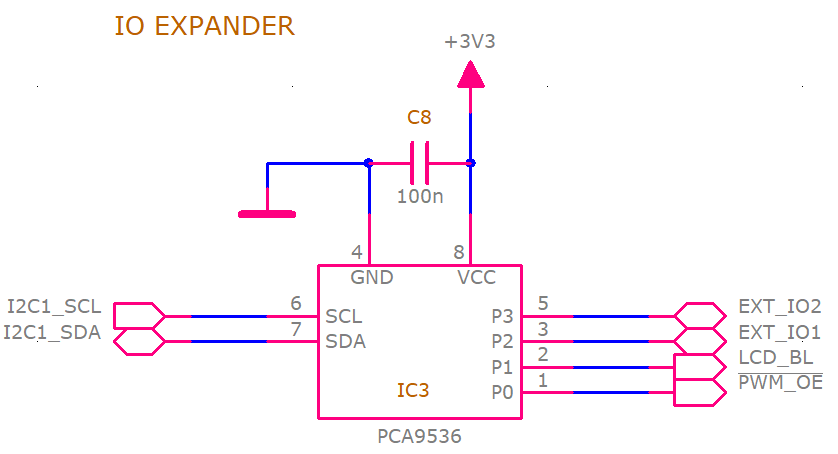 IO EXPANDER
+3V3
C8
100n
4
8
GND
VCC
I2C1_SCL
6
SCL
P3
5
EXT_IO2
I2C1_SDA
7
SDA
P2
3
EXT_IO1
P1
2
LCD_BL
IC3
P0
1
PWM_OE
PCA9536